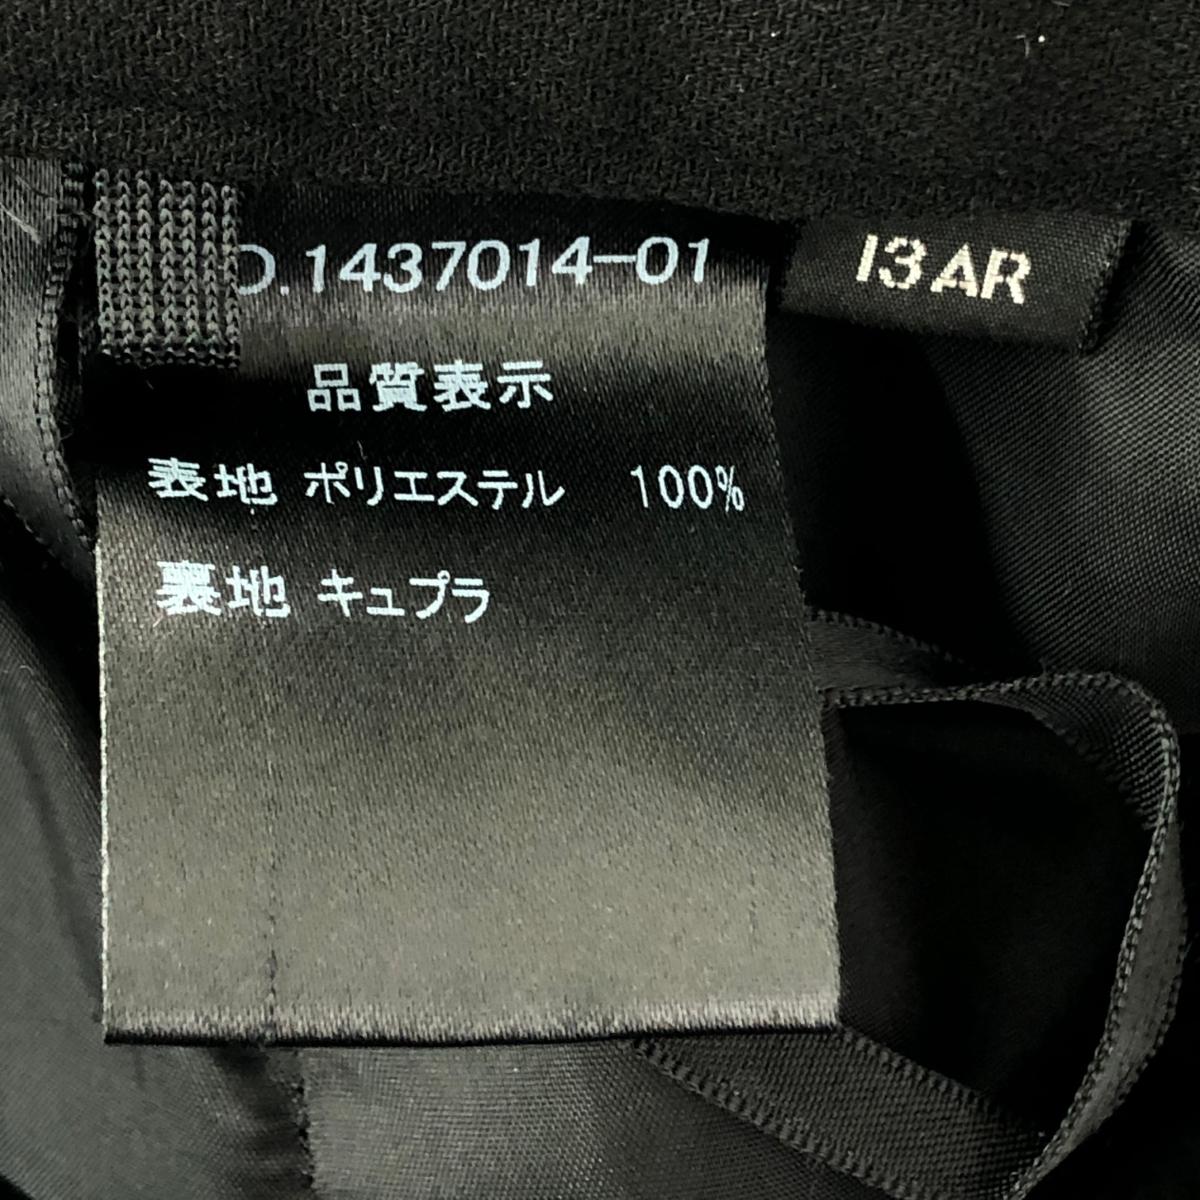 O.1437014-01
13AR
品質表示
表地 ポリエステル 100%
裏地 キュプラ